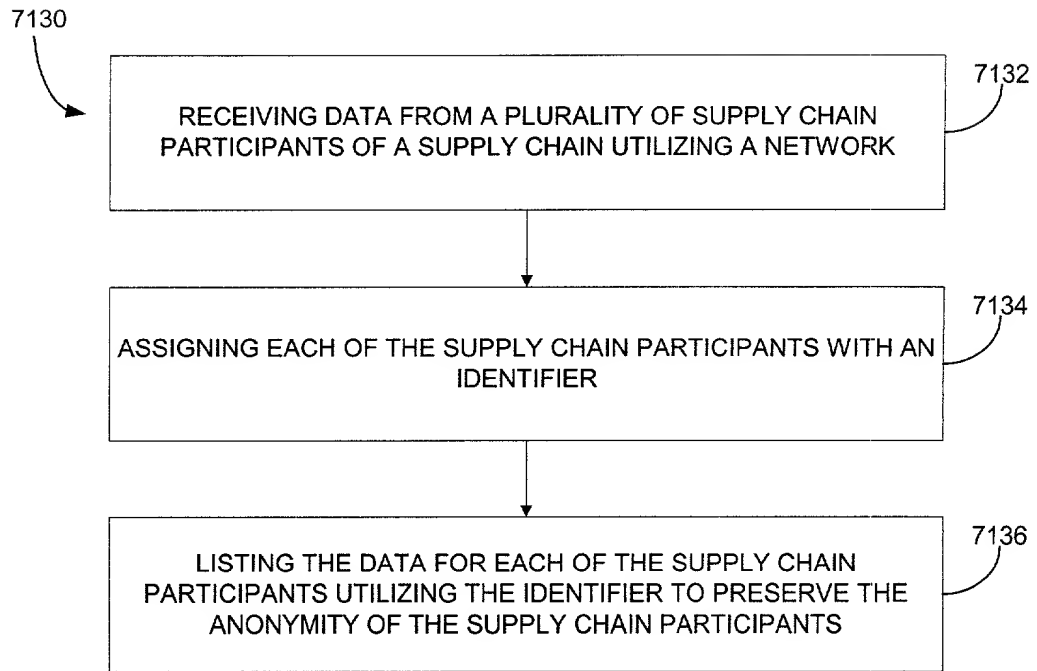 7130
7132
RECEIVING DATA FROM A PLURALITY OF SUPPLY CHAIN
PARTICIPANTS OF A SUPPLY CHAIN UTILIZING A NETWORK
7134
ASSIGNING EACH OF THE SUPPLY CHAIN PARTICIPANTS WITH AN
IDENTIFIER
7136
LISTING THE DATA FOR EACH OF THE SUPPLY CHAIN
PARTICIPANTS UTILIZING THE IDENTIFIER TO PRESERVE THE
ANONYMITY OF THE SUPPLY CHAIN PARTICIPANTS